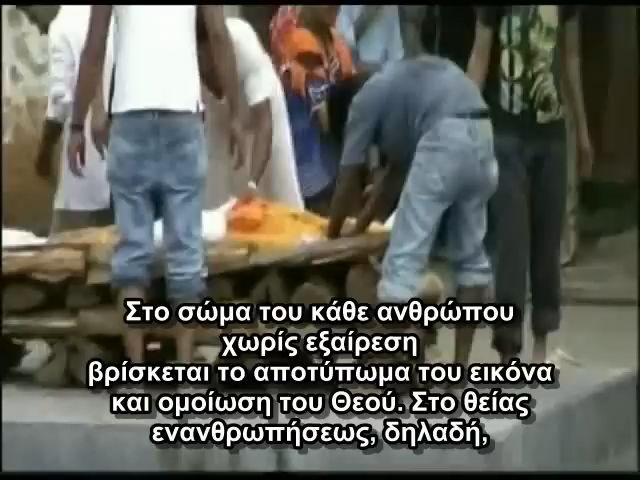 Στο σώμα του κάθε ανθρώπου
χωρίς εξαίρεση
βρίσκεται το αποτύπωμα του εικόνα
και ομοίωση του Θεού. Στο θείας
ενανθρωπήσεως, δηλαδή,